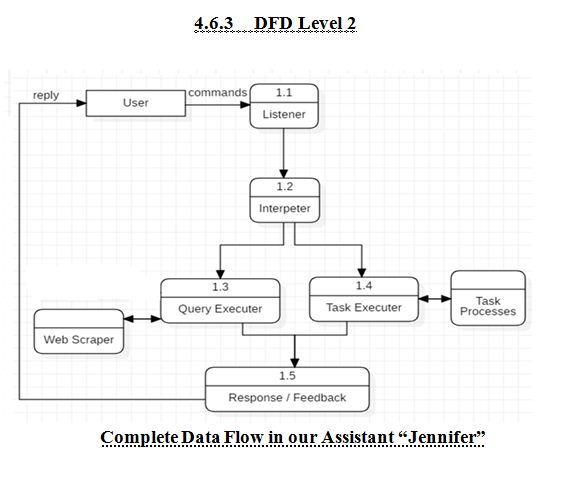 4.6.3 DFD Level 2
reply
User
commands
1.1
Listener
1.2
Interpeter
1.3
Query Executer
1.4
Task Executer
Task
Processes
Web Scraper
1.5
Response / Feedback
Complete Data Flow in our Assistant “Jennifer”